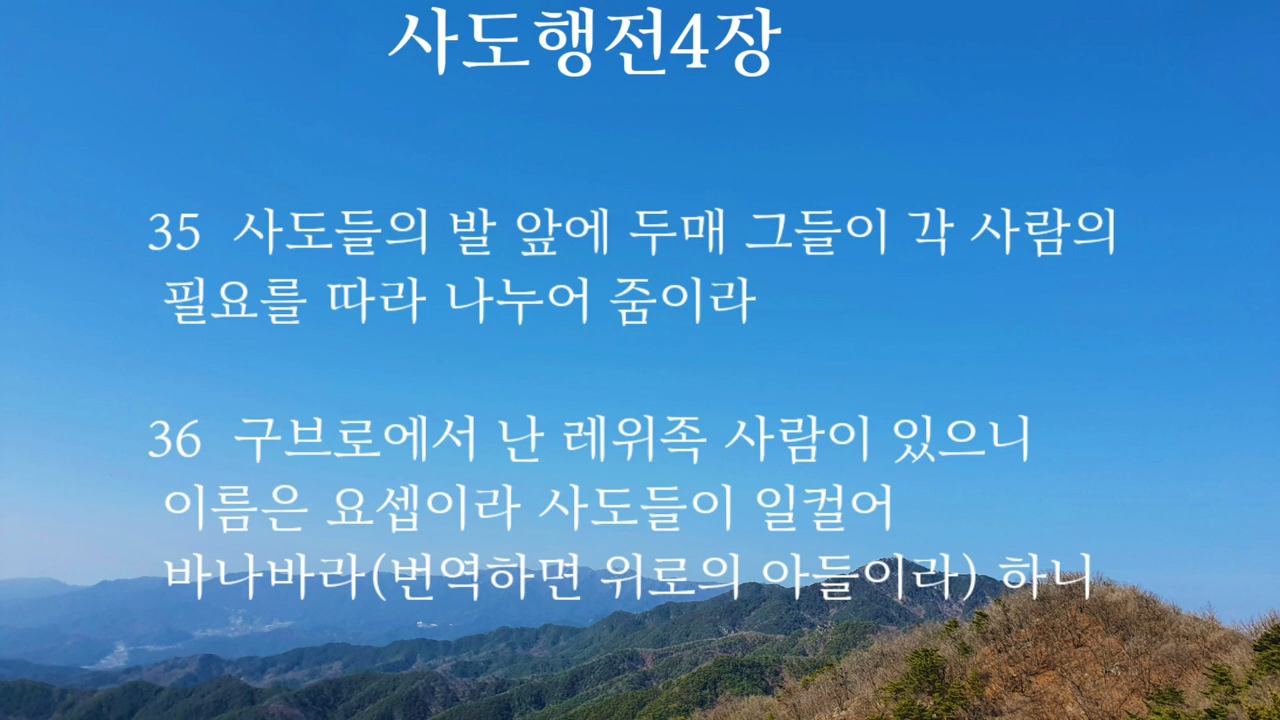 사도행전4장
35 사도들의 발 앞에 두매 그들이 각 사람의
필요를 따라 나누어 줌이라
36 구브로에서 난 레위족 사람이 있으니
이름은 요셉이라 사도들이 일컬어
바나바라(번역하면 위로의 아들이라) 하니